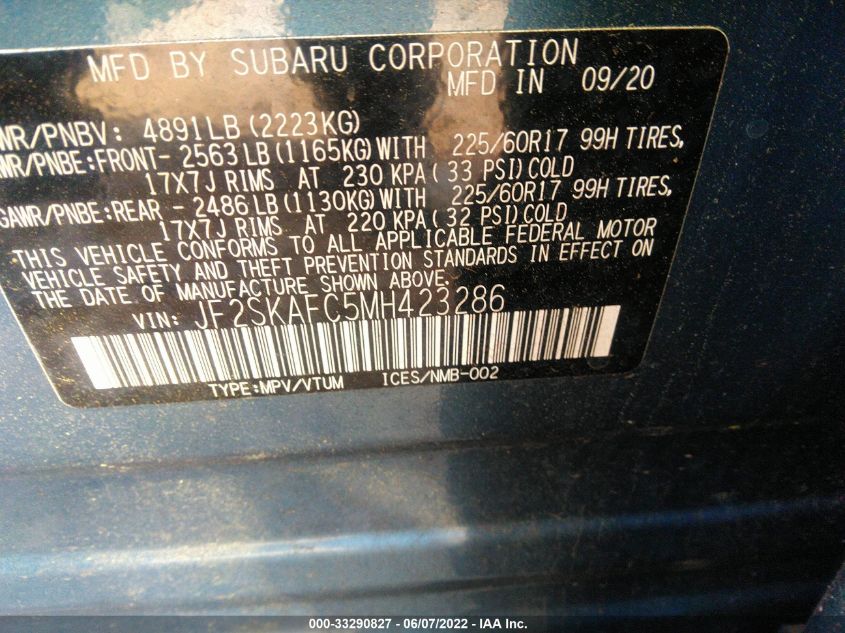 MFD BY SUBARU CORPORATION
MFD IN 09/20
WR/PNBV: 4891LB (2223KG)
WR/PNBE:FRONT- 2563 LB (1165KG) WITH 225/60R17 99H TIRES,
17X7J RIMS AT 230 KPA( 33 PSI) COLD
GAWR/PNBE:REAR - 2486 LB (1130KG) WITH 225/60R17 99H TIRES,
17X7J RIMS AT 220 KPA( 32 PSI) COLD
THIS VEHICLE CONFORMS TO ALL APPLICABLE FEDERAL MOTOR
VEHICLE SAFETY AND THEFT PREVENTION STANDARDS IN EFFECT ON
THE DATE OF MANUFACTURE SHOWN ABOVE.
VIN: JF2SKAFC5MH423286
TYPE:MPV/VTUM ICES/NMB-002
000-33290827 - 06/07/2022 - IAA Inc.